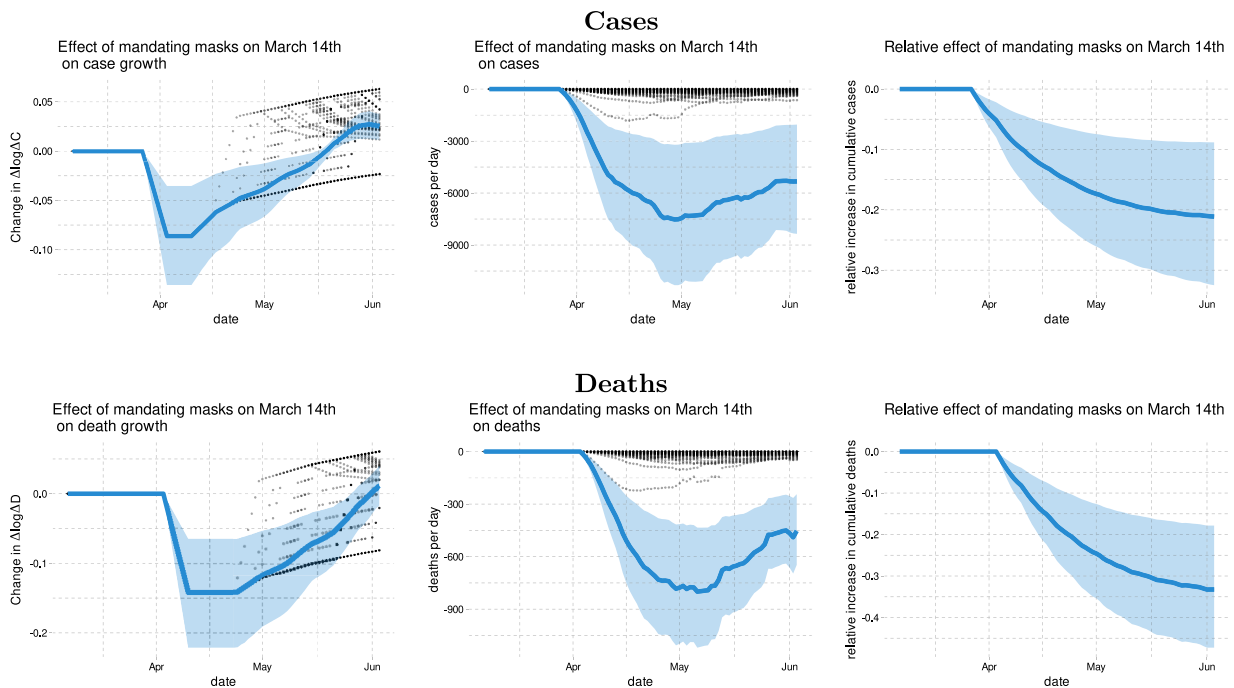 Cases
Effect of mandating masks on March 14th
on case growth
Change in ΔlogΔC
0.05
0.00
-0.05
-0.10
Apr
May
Jun
date
Effect of mandating masks on March 14th
on cases
cases per day
0
-3000
-6000
-9000
Apr
May
Jun
date
Relative effect of mandating masks on March 14th
relative increase in cumulative cases
0.0
-0.1
-0.2
-0.3
Apr
May
Jun
date
Deaths
Effect of mandating masks on March 14th
on death growth
Change in ΔlogΔD
0.0
-0.1
-0.2
Apr
May
Jun
date
Effect of mandating masks on March 14th
on deaths
deaths per day
0
-300
-600
-900
Apr
May
Jun
date
Relative effect of mandating masks on March 14th
relative increase in cumulative deaths
0.0
-0.1
-0.2
-0.3
-0.4
Apr
May
Jun
date